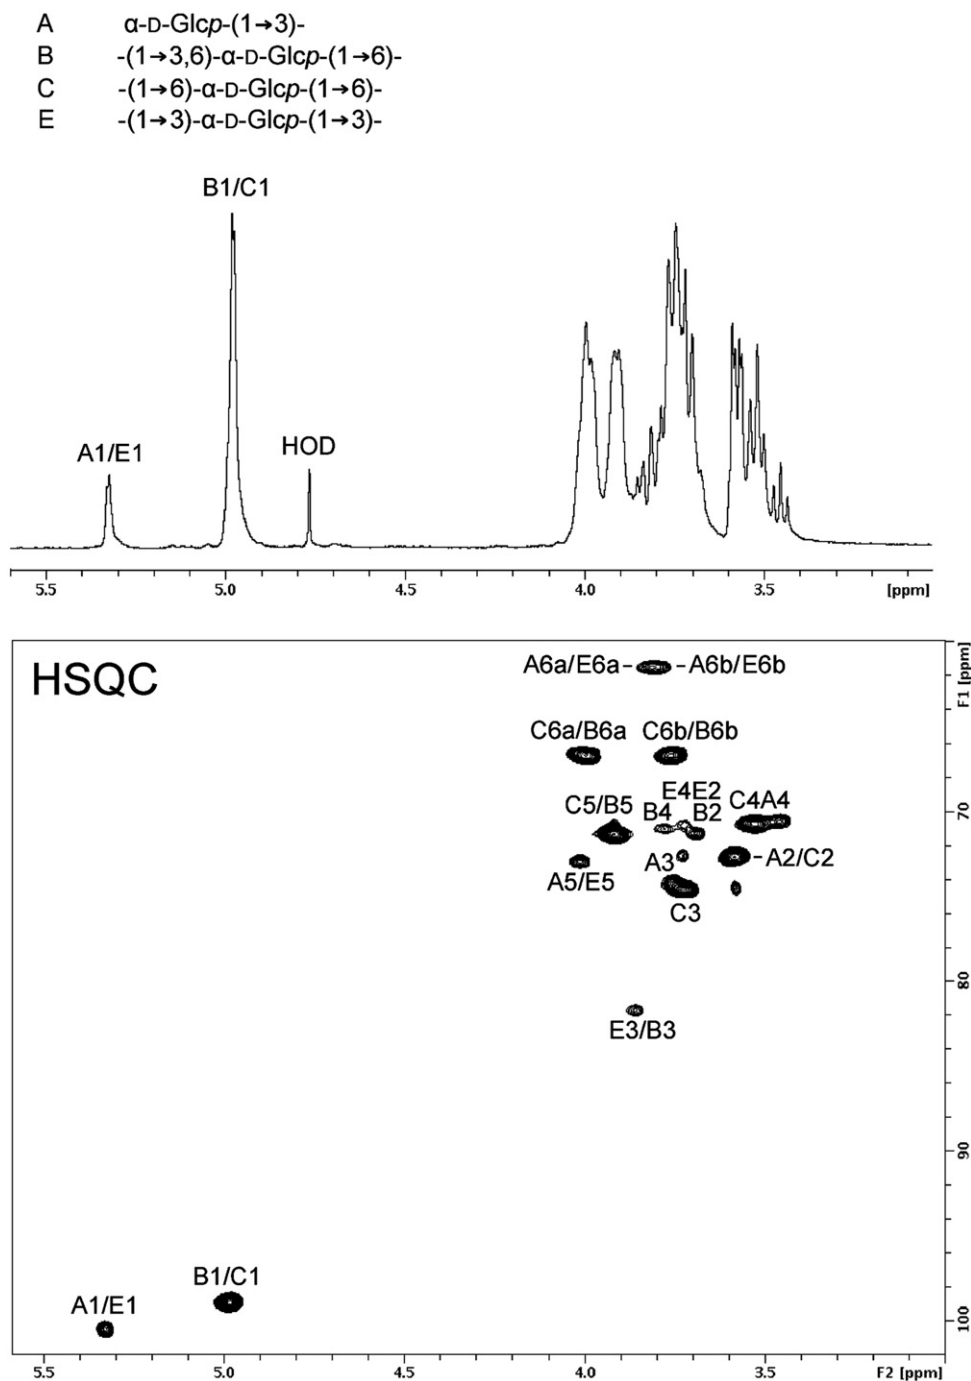 A α-D-Glcp-(1→3)-
B -(1→3,6)-α-D-Glcp-(1→6)-
C -(1→6)-α-D-Glcp-(1→6)-
E -(1→3)-α-D-Glcp-(1→3)-
B1/C1
A1/E1
HOD
5.5 5.0 4.5 4.0 3.5 [ppm]
HSQC
A6a/E6a- -A6b/E6b
F1 [ppm]
C6a/B6a C6b/B6b
E4E2
C5/B5 B4 B2 C4A4
70
A3 -A2/C2
A5/E5
C3
80
E3/B3
90
B1/C1
A1/E1
100
5.5 5.0 4.5 4.0 3.5 F2 [ppm]